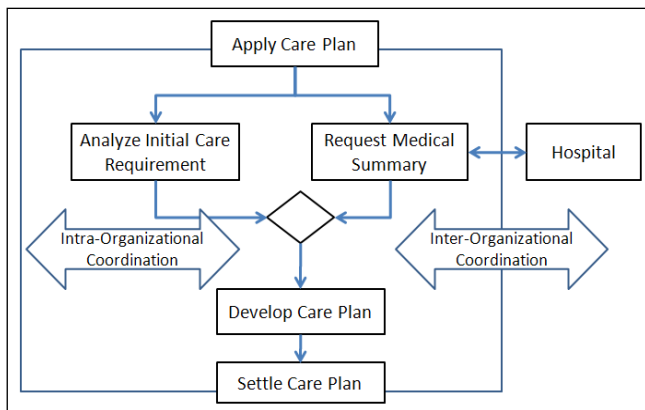 Apply Care Plan
Analyze Initial Care
Requirement
Request Medical
Summary
Hospital
Intra-Organizational
Coordination
Inter-Organizational
Coordination
Develop Care Plan
Settle Care Plan